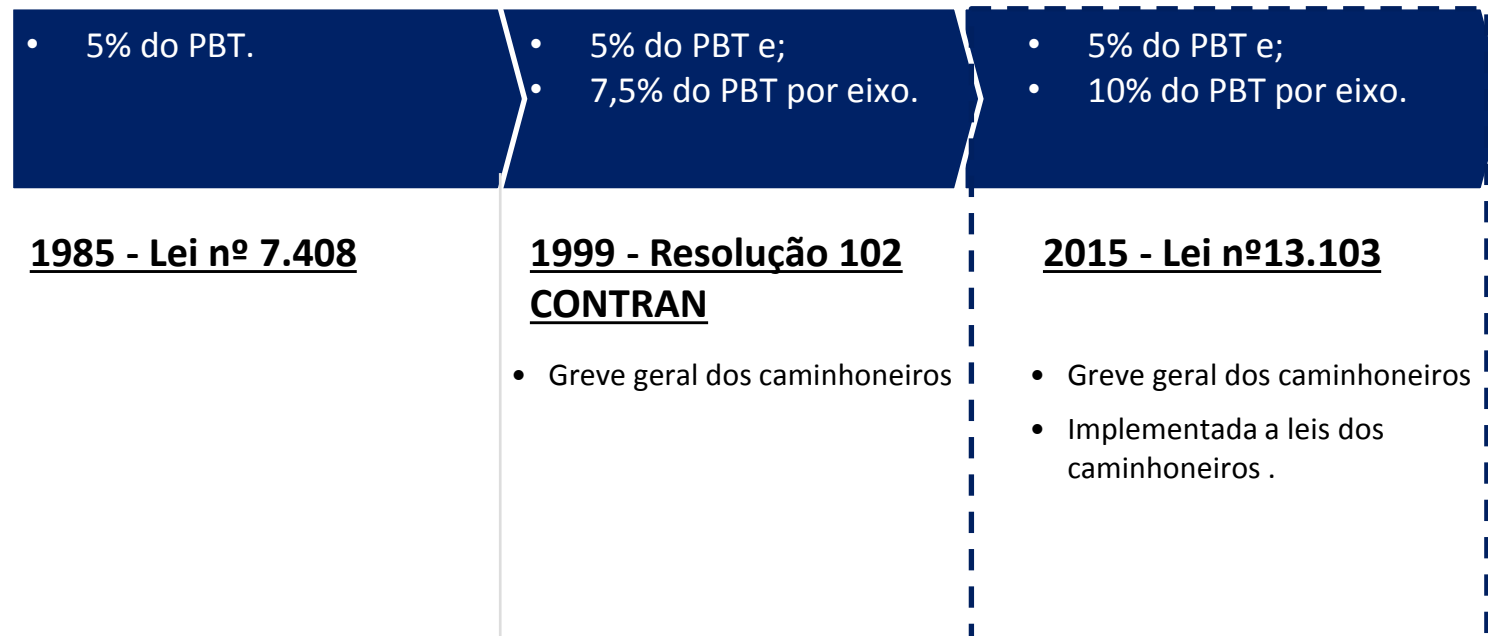 • 5% do PBT.
• 5% do PBT e;
• 7,5% do PBT por eixo.
• 5% do PBT e;
• 10% do PBT por eixo.
1985 - Lei nº 7.408
1999 - Resolução 102
CONTRAN
• Greve geral dos caminhoneiros
2015 - Lei nº13.103
• Greve geral dos caminhoneiros
• Implementada a leis dos
caminhoneiros .